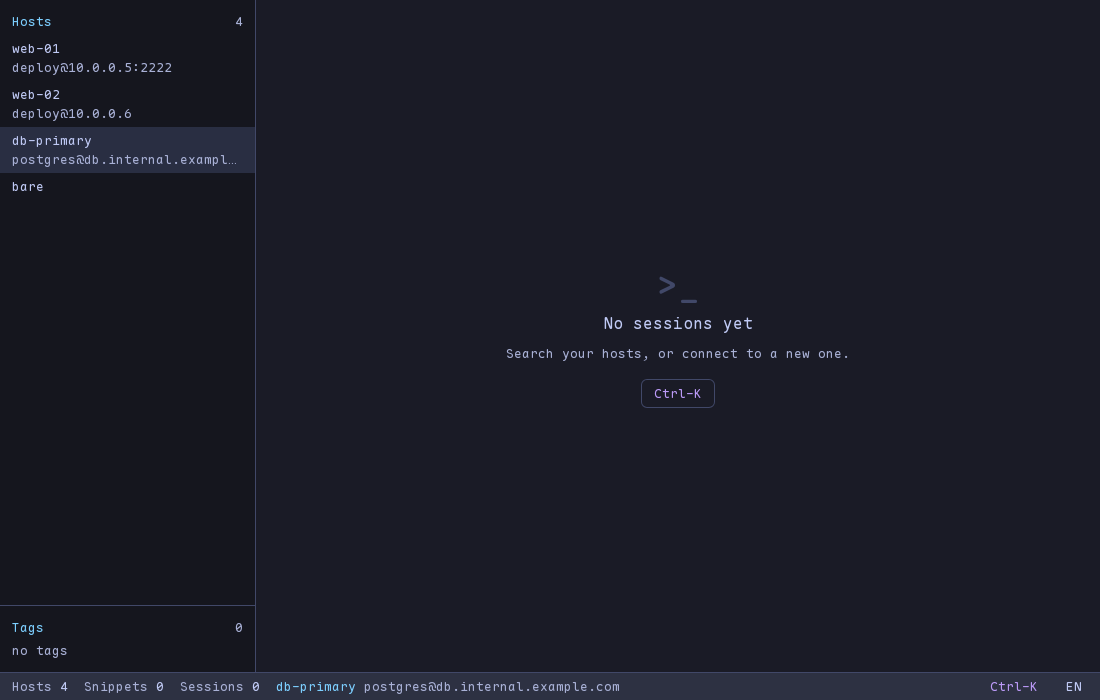 Hosts 4
web-01
deploy@10.0.0.5:2222
web-02
deploy@10.0.0.6
db-primary
postgres@db.internal.exampl…
bare
>_
No sessions yet
Search your hosts, or connect to a new one.
Ctrl-K
Tags 0
no tags
Hosts 4 Snippets 0 Sessions 0 db-primary postgres@db.internal.example.com Ctrl-K EN